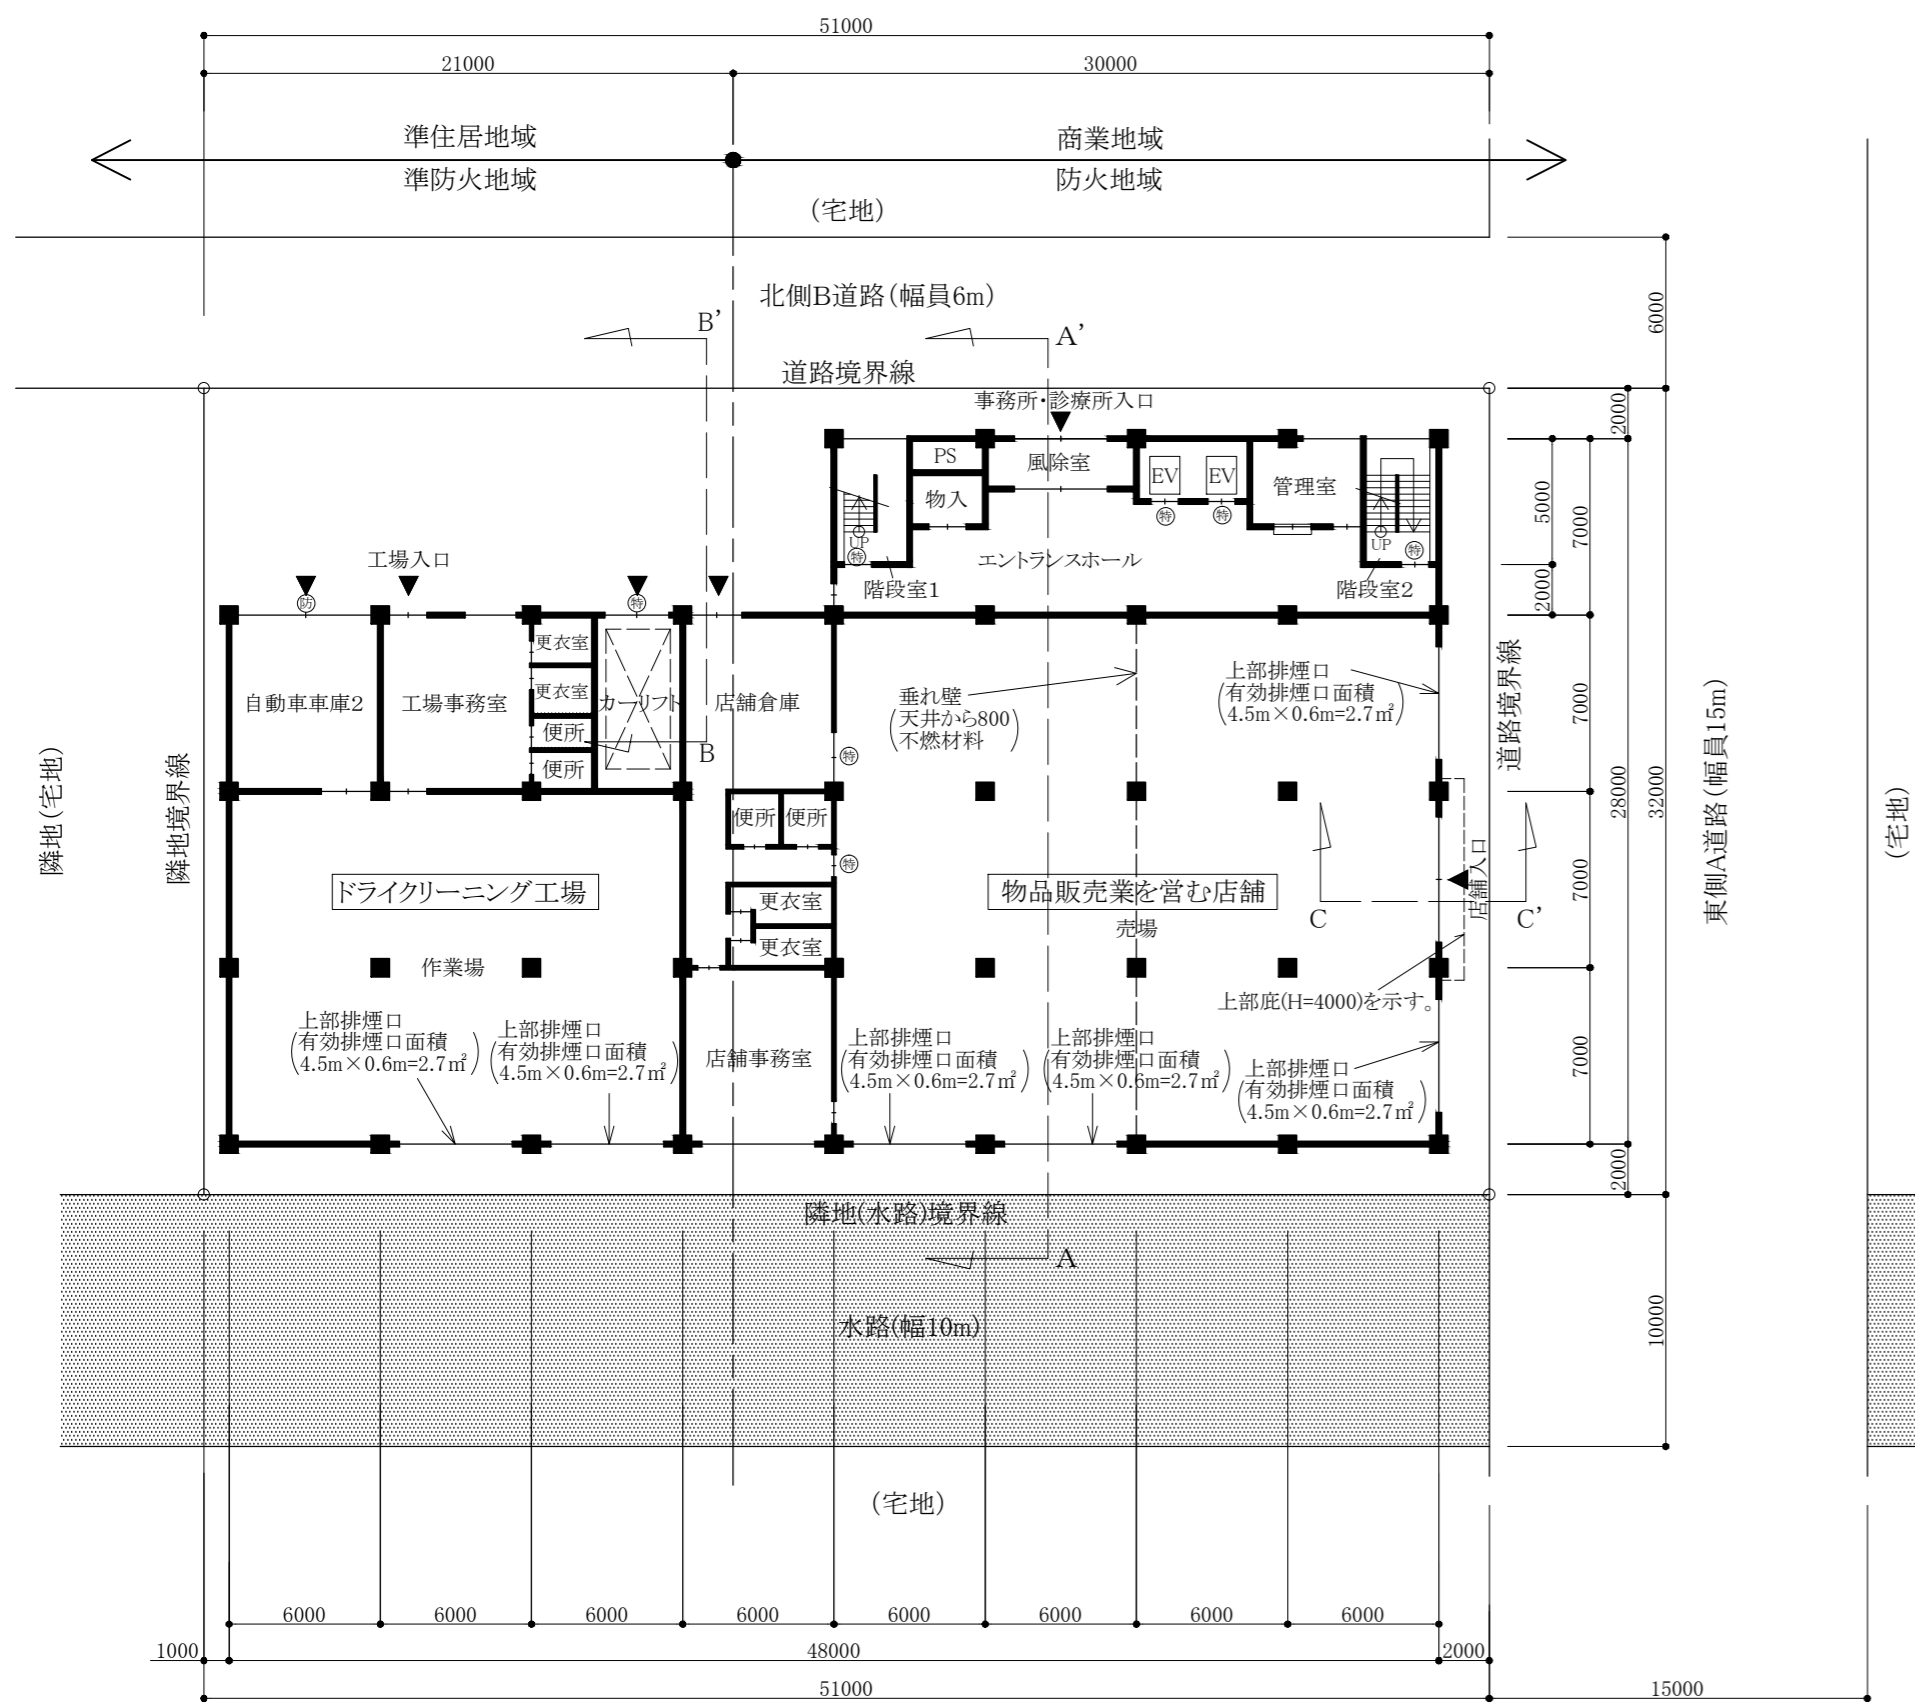 51000
21000
30000
準住居地域
商業地域
準防火地域
防火地域
(宅地)
北側B道路(幅員6m)
6000
B'
A'
道路境界線
事務所・診療所入口
2000
PS
風除室
EV
EV
管理室
物入
特
特
5000
7000
UP
特
UP
特
エントランスホール
階段室1
階段室2
2000
工場入口
防
特
更衣室
更衣室
便所
便所
自動車車庫2
工場事務室
カーリフト
店舗倉庫
B
垂れ壁
(天井から800)
(不燃材料)
上部排煙口
(有効排煙口面積
4.5m×0.6m=2.7㎡)
道路境界線
7000
特
隣地(宅地)
隣地境界線
28000
32000
東側A道路(幅員15m)
(宅地)
便所
便所
特
ドライクリーニング工場
更衣室
更衣室
物品販売業を営む店舗
売場
店舗入口
C
C'
7000
作業場
上部庇(H=4000)を示す。
上部排煙口
(有効排煙口面積
4.5m×0.6m=2.7㎡)
上部排煙口
(有効排煙口面積
4.5m×0.6m=2.7㎡)
店舗事務室
上部排煙口
(有効排煙口面積
4.5m×0.6m=2.7㎡)
上部排煙口
(有効排煙口面積
4.5m×0.6m=2.7㎡)
上部排煙口
(有効排煙口面積
4.5m×0.6m=2.7㎡)
7000
2000
隣地(水路)境界線
A
水路(幅10m)
10000
(宅地)
6000
6000
6000
6000
6000
6000
6000
6000
1000
48000
2000
51000
15000